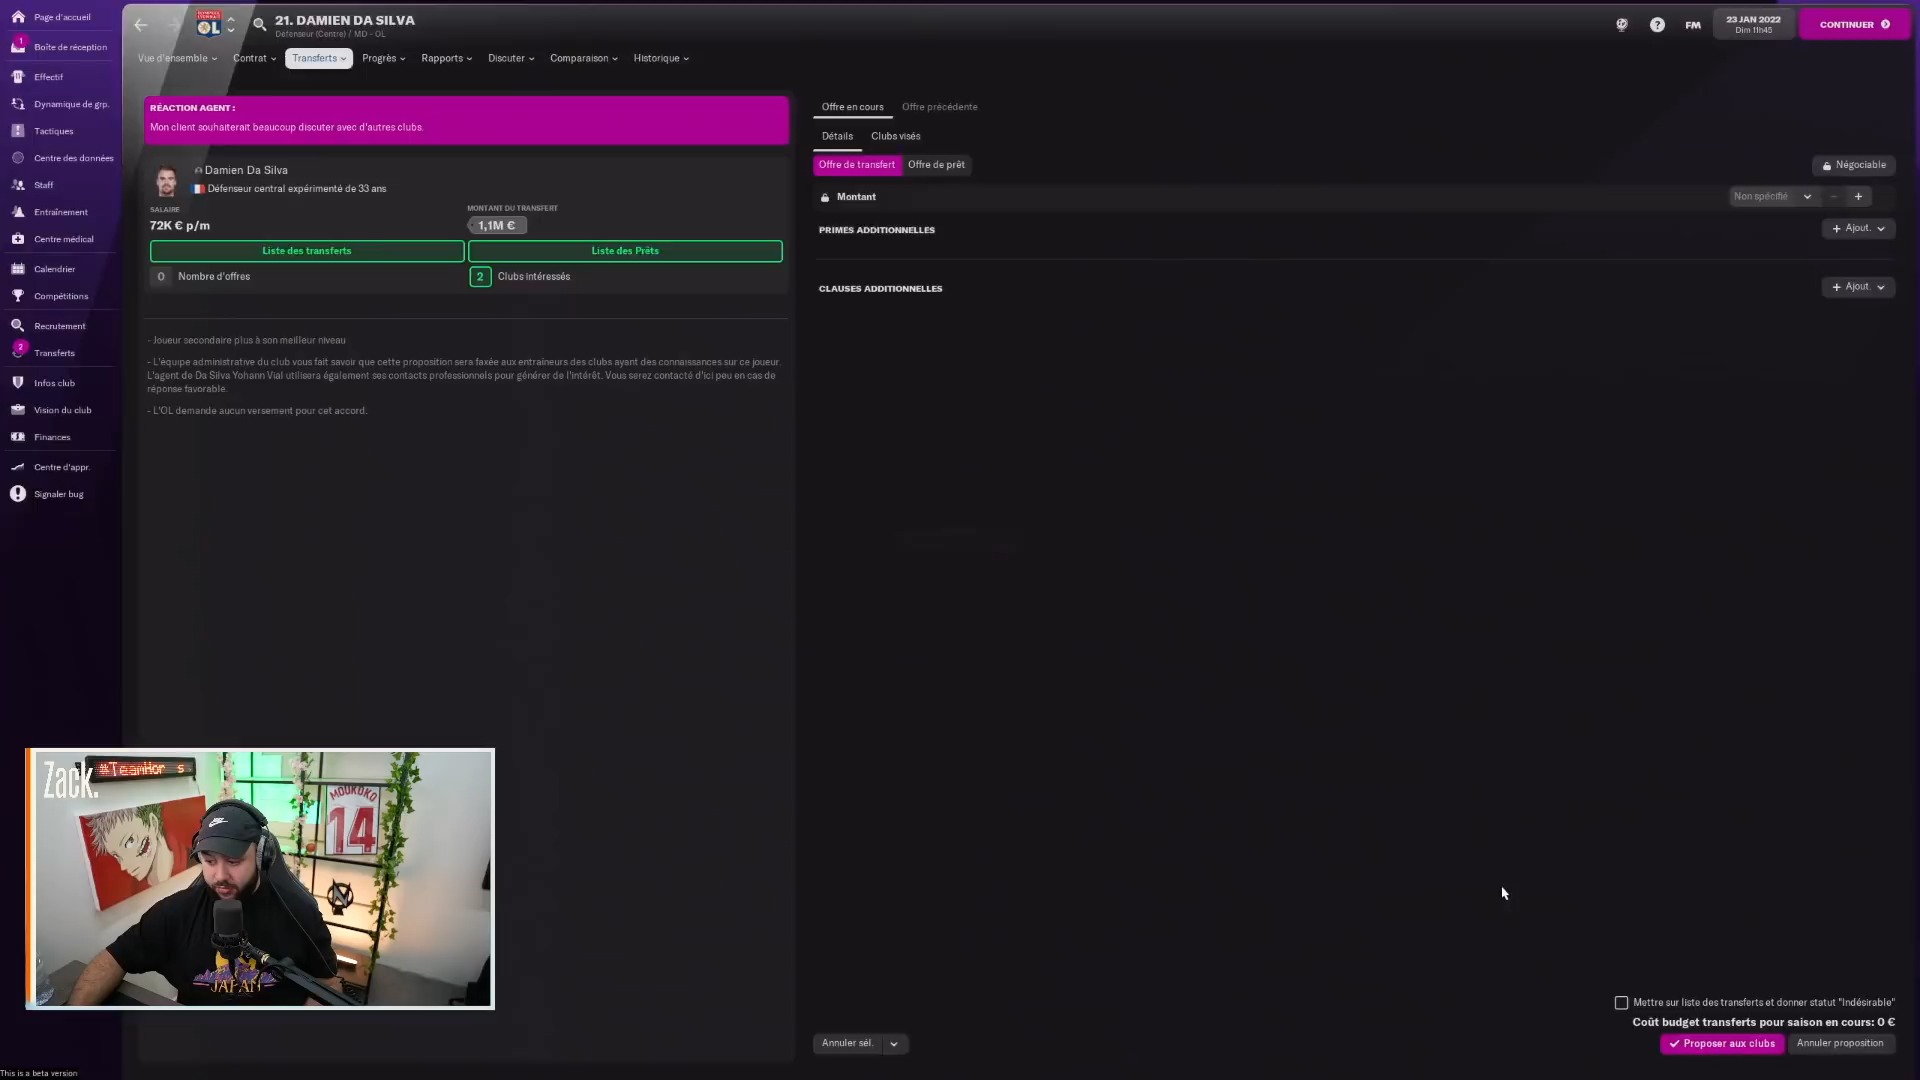 Page d'accueil
1
Boîte de réception
Effectif
Dynamique de grp.
Tactiques
Centre des données
Staff
Entraînement
Centre médical
Calendrier
Compétitions
Recrutement
2
Transferts
Infos club
Vision du club
Finances
Centre d'appr.
Signaler bug
OL
21. DAMIEN DA SILVA
Défenseur (Centre) / MD - OL
FM
23 JAN 2022
Dim 11h45
CONTINUER
Vue d'ensemble
Contrat
Transferts
Progrès
Rapports
Discuter
Comparaison
Historique
RÉACTION AGENT :
Mon client souhaiterait beaucoup discuter avec d'autres clubs.
Damien Da Silva
Défenseur central expérimenté de 33 ans
SALAIRE
72K € p/m
MONTANT DU TRANSFERT
1,1M €
Liste des transferts
Liste des Prêts
0 Nombre d'offres
2 Clubs intéressés
- Joueur secondaire plus à son meilleur niveau
- L'équipe administrative du club vous fait savoir que cette proposition sera faxée aux entraîneurs des clubs ayant des connaissances sur ce joueur.
L'agent de Da Silva Yohann Vial utilisera également ses contacts professionnels pour générer de l'intérêt. Vous serez contacté d'ici peu en cas de
réponse favorable.
- L'OL demande aucun versement pour cet accord.
Offre en cours
Offre précédente
Détails
Clubs visés
Offre de transfert
Offre de prêt
Négociable
Montant
Non spécifié
PRIMES ADDITIONNELLES
+ Ajout.
CLAUSES ADDITIONNELLES
+ Ajout.
Zack.
#TeamHor s
MOUKOKO
14
JAPAN
Mettre sur liste des transferts et donner statut "Indésirable"
Coût budget transferts pour saison en cours: 0 €
Annuler sél.
Proposer aux clubs
Annuler proposition
This is a beta version